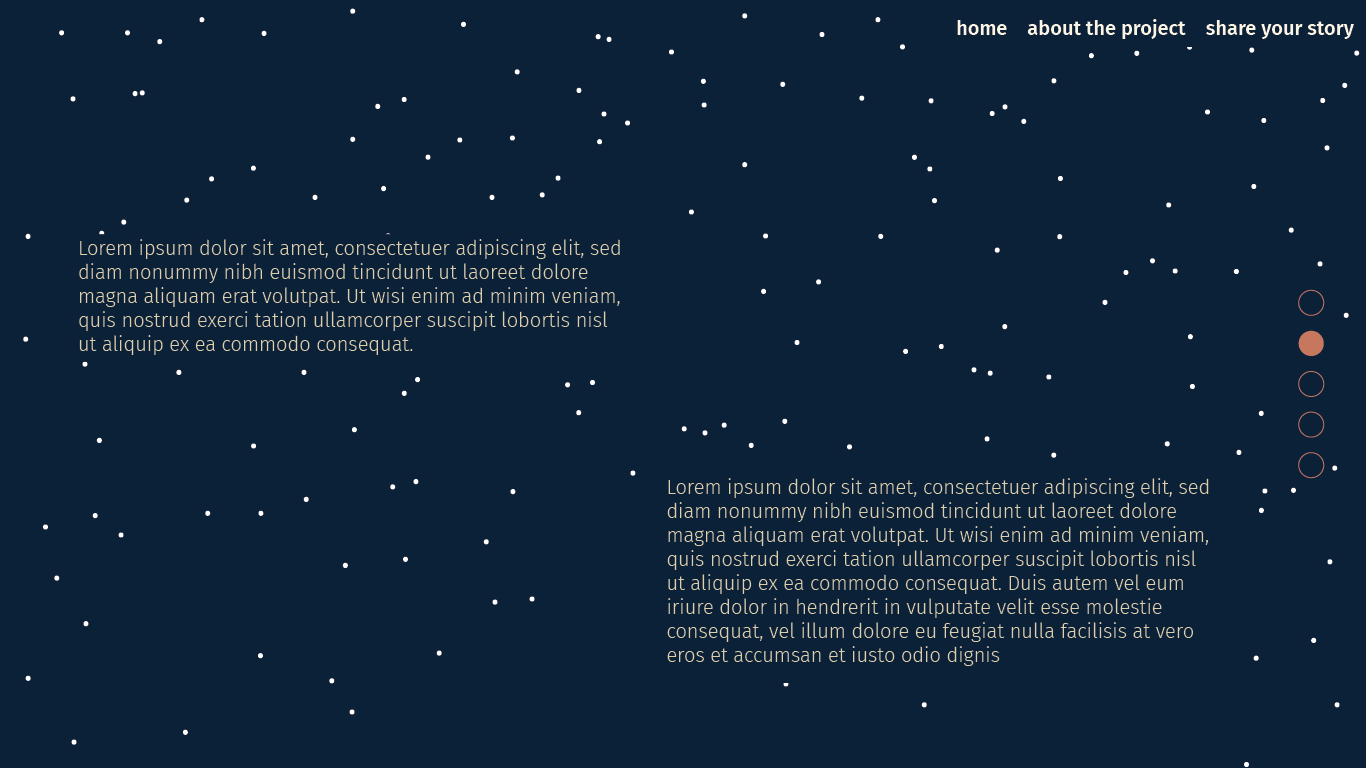 home about the project share your story
Lorem ipsum dolor sit amet, consectetuer adipiscing elit, sed
diam nonummy nibh euismod tincidunt ut laoreet dolore
magna aliquam erat volutpat. Ut wisi enim ad minim veniam,
quis nostrud exerci tation ullamcorper suscipit lobortis nisl
ut aliquip ex ea commodo consequat.
Lorem ipsum dolor sit amet, consectetuer adipiscing elit, sed
diam nonummy nibh euismod tincidunt ut laoreet dolore
magna aliquam erat volutpat. Ut wisi enim ad minim veniam,
quis nostrud exerci tation ullamcorper suscipit lobortis nisl
ut aliquip ex ea commodo consequat. Duis autem vel eum
iriure dolor in hendrerit in vulputate velit esse molestie
consequat, vel illum dolore eu feugiat nulla facilisis at vero
eros et accumsan et iusto odio dignis